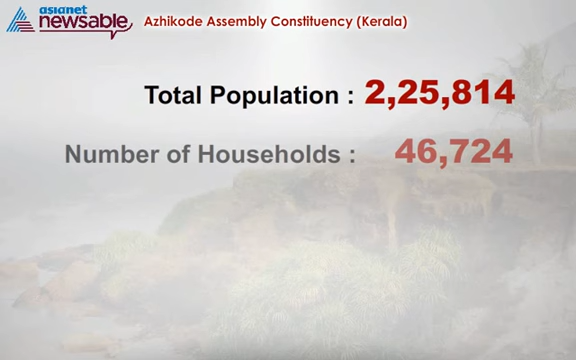 asianet
newsable
Azhikode Assembly Constituency (Kerala)
Total Population : 2,25,814
Number of Households : 46,724